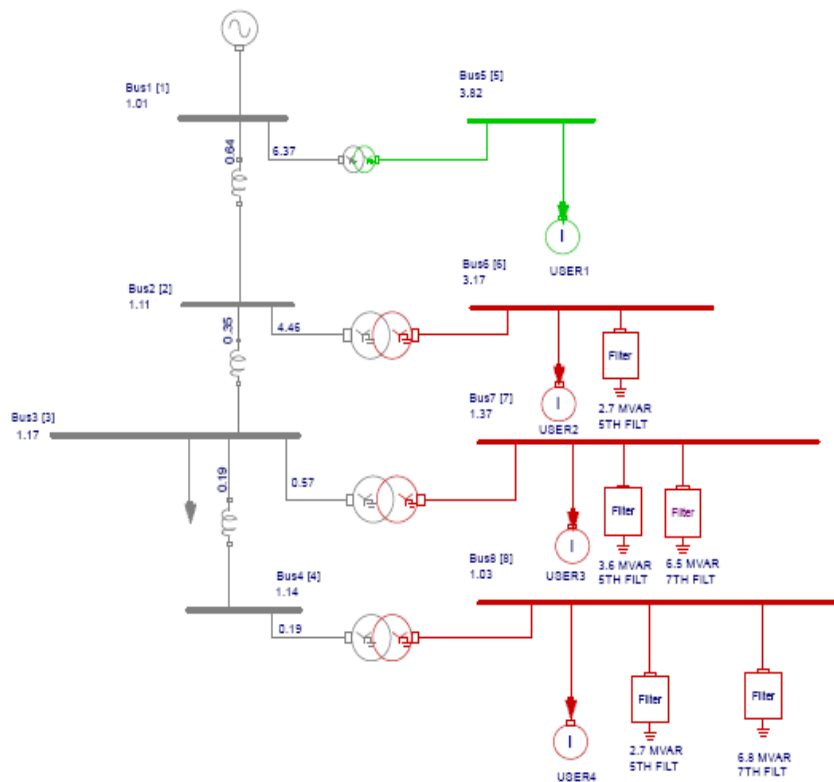 Bus1 [1]
1.01
0.64
6.37
Bus5 [5]
3.82
I
USER1
Bus2 [2]
1.11
0.35
4.46
Bus6 [6]
3.17
I
USER2
Filter
2.7 MVAR
5TH FILT
Bus3 [3]
1.17
0.19
0.57
Bus7 [7]
1.37
I
USER3
Filter
3.6 MVAR
5TH FILT
Filter
6.5 MVAR
7TH FILT
Bus4 [4]
1.14
0.19
Bus8 [8]
1.03
I
USER4
Filter
2.7 MVAR
5TH FILT
Filter
6.8 MVAR
7TH FILT